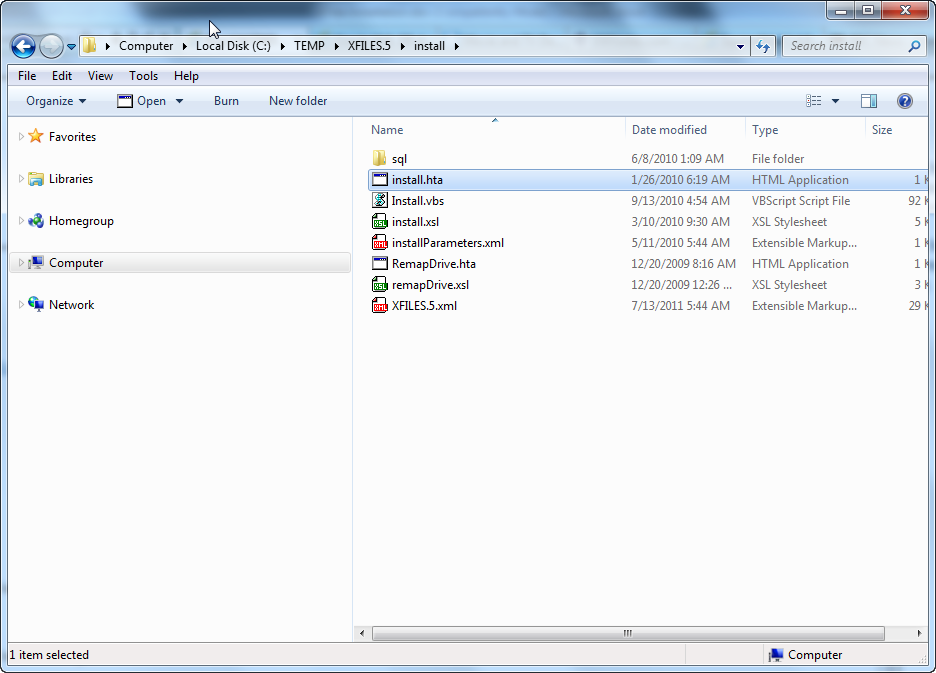 Computer Local Disk (C:) TEMP XFILES.5 install Search install
File Edit View Tools Help
Organize Open Burn New folder
Favorites
Libraries
Homegroup
Computer
Network
Name Date modified Type Size
sql 6/8/2010 1:09 AM File folder
install.hta 1/26/2010 6:19 AM HTML Application 1 K
Install.vbs 9/13/2010 4:54 AM VBScript Script File 92 K
install.xsl 3/10/2010 9:30 AM XSL Stylesheet 5 K
installParameters.xml 5/11/2010 5:44 AM Extensible Markup... 1 K
RemapDrive.hta 12/20/2009 8:16 AM HTML Application 1 K
remapDrive.xsl 12/20/2009 12:26 ... XSL Stylesheet 3 K
XFILES.5.xml 7/13/2011 5:44 AM Extensible Markup... 29 K
1 item selected Computer